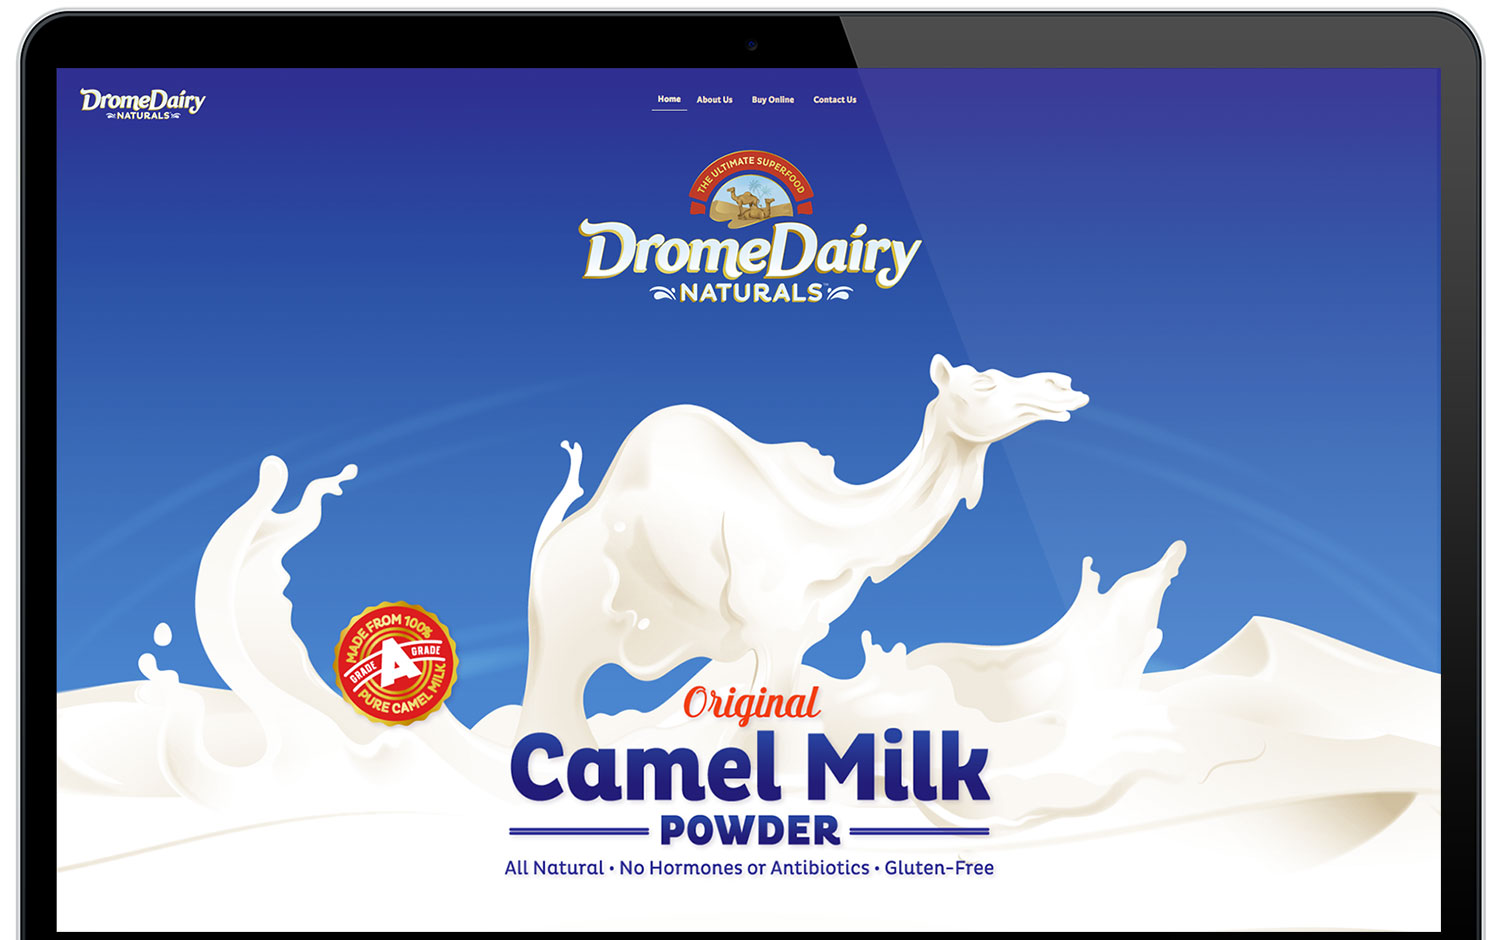 DromeDairy
NATURALS
Home About Us Buy Online Contact Us
THE ULTIMATE SUPERFOOD
DromeDairy
NATURALS™
MADE FROM 100%
GRADE A GRADE
PURE CAMEL MILK
Original
Camel Milk
POWDER
All Natural • No Hormones or Antibiotics • Gluten-Free